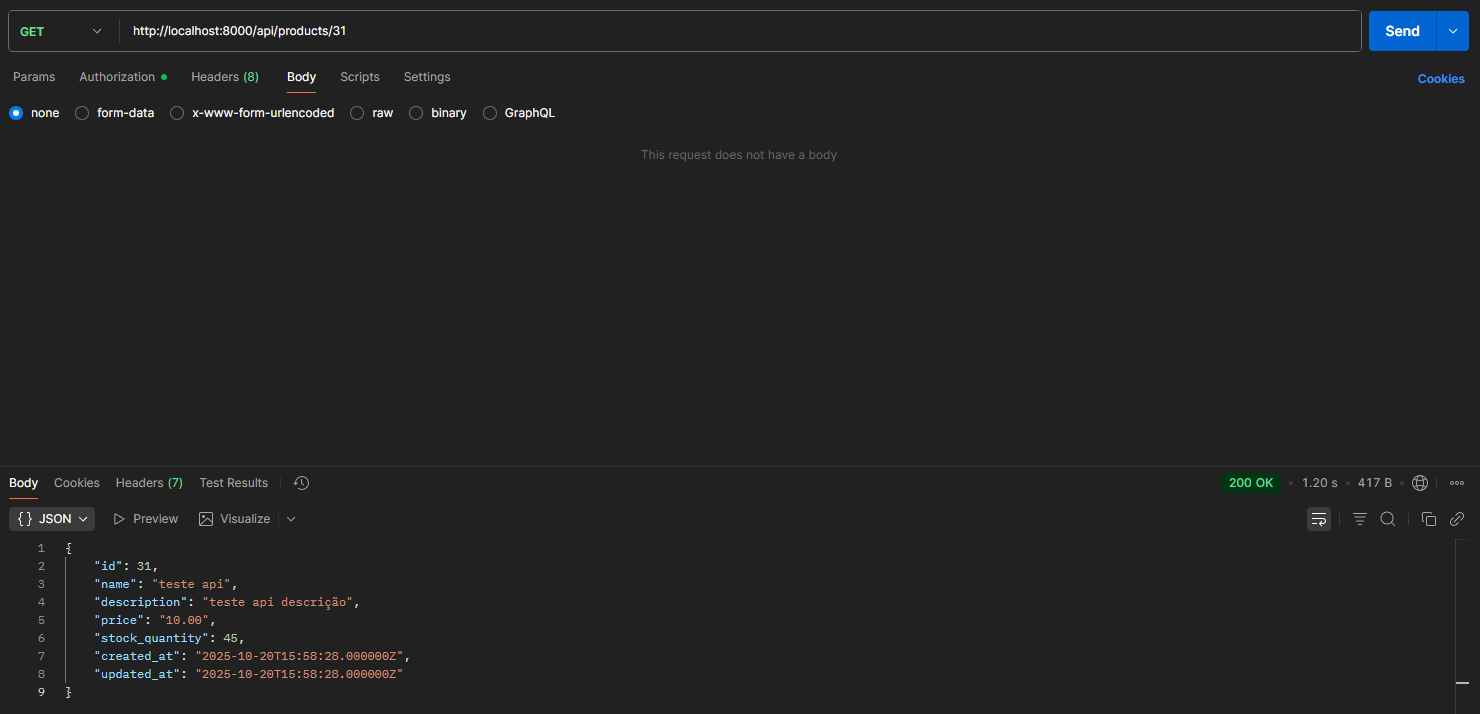 GET http://localhost:8000/api/products/31 Send
Params Authorization Headers (8) Body Scripts Settings Cookies
none form-data x-www-form-urlencoded raw binary GraphQL
This request does not have a body
Body Cookies Headers (7) Test Results 200 OK • 1.20 s • 417 B •
{} JSON Preview Visualize
1 {
2 "id": 31,
3 "name": "teste api",
4 "description": "teste api descrição",
5 "price": "10.00",
6 "stock_quantity": 45,
7 "created_at": "2025-10-20T15:58:28.000000Z",
8 "updated_at": "2025-10-20T15:58:28.000000Z"
9 }